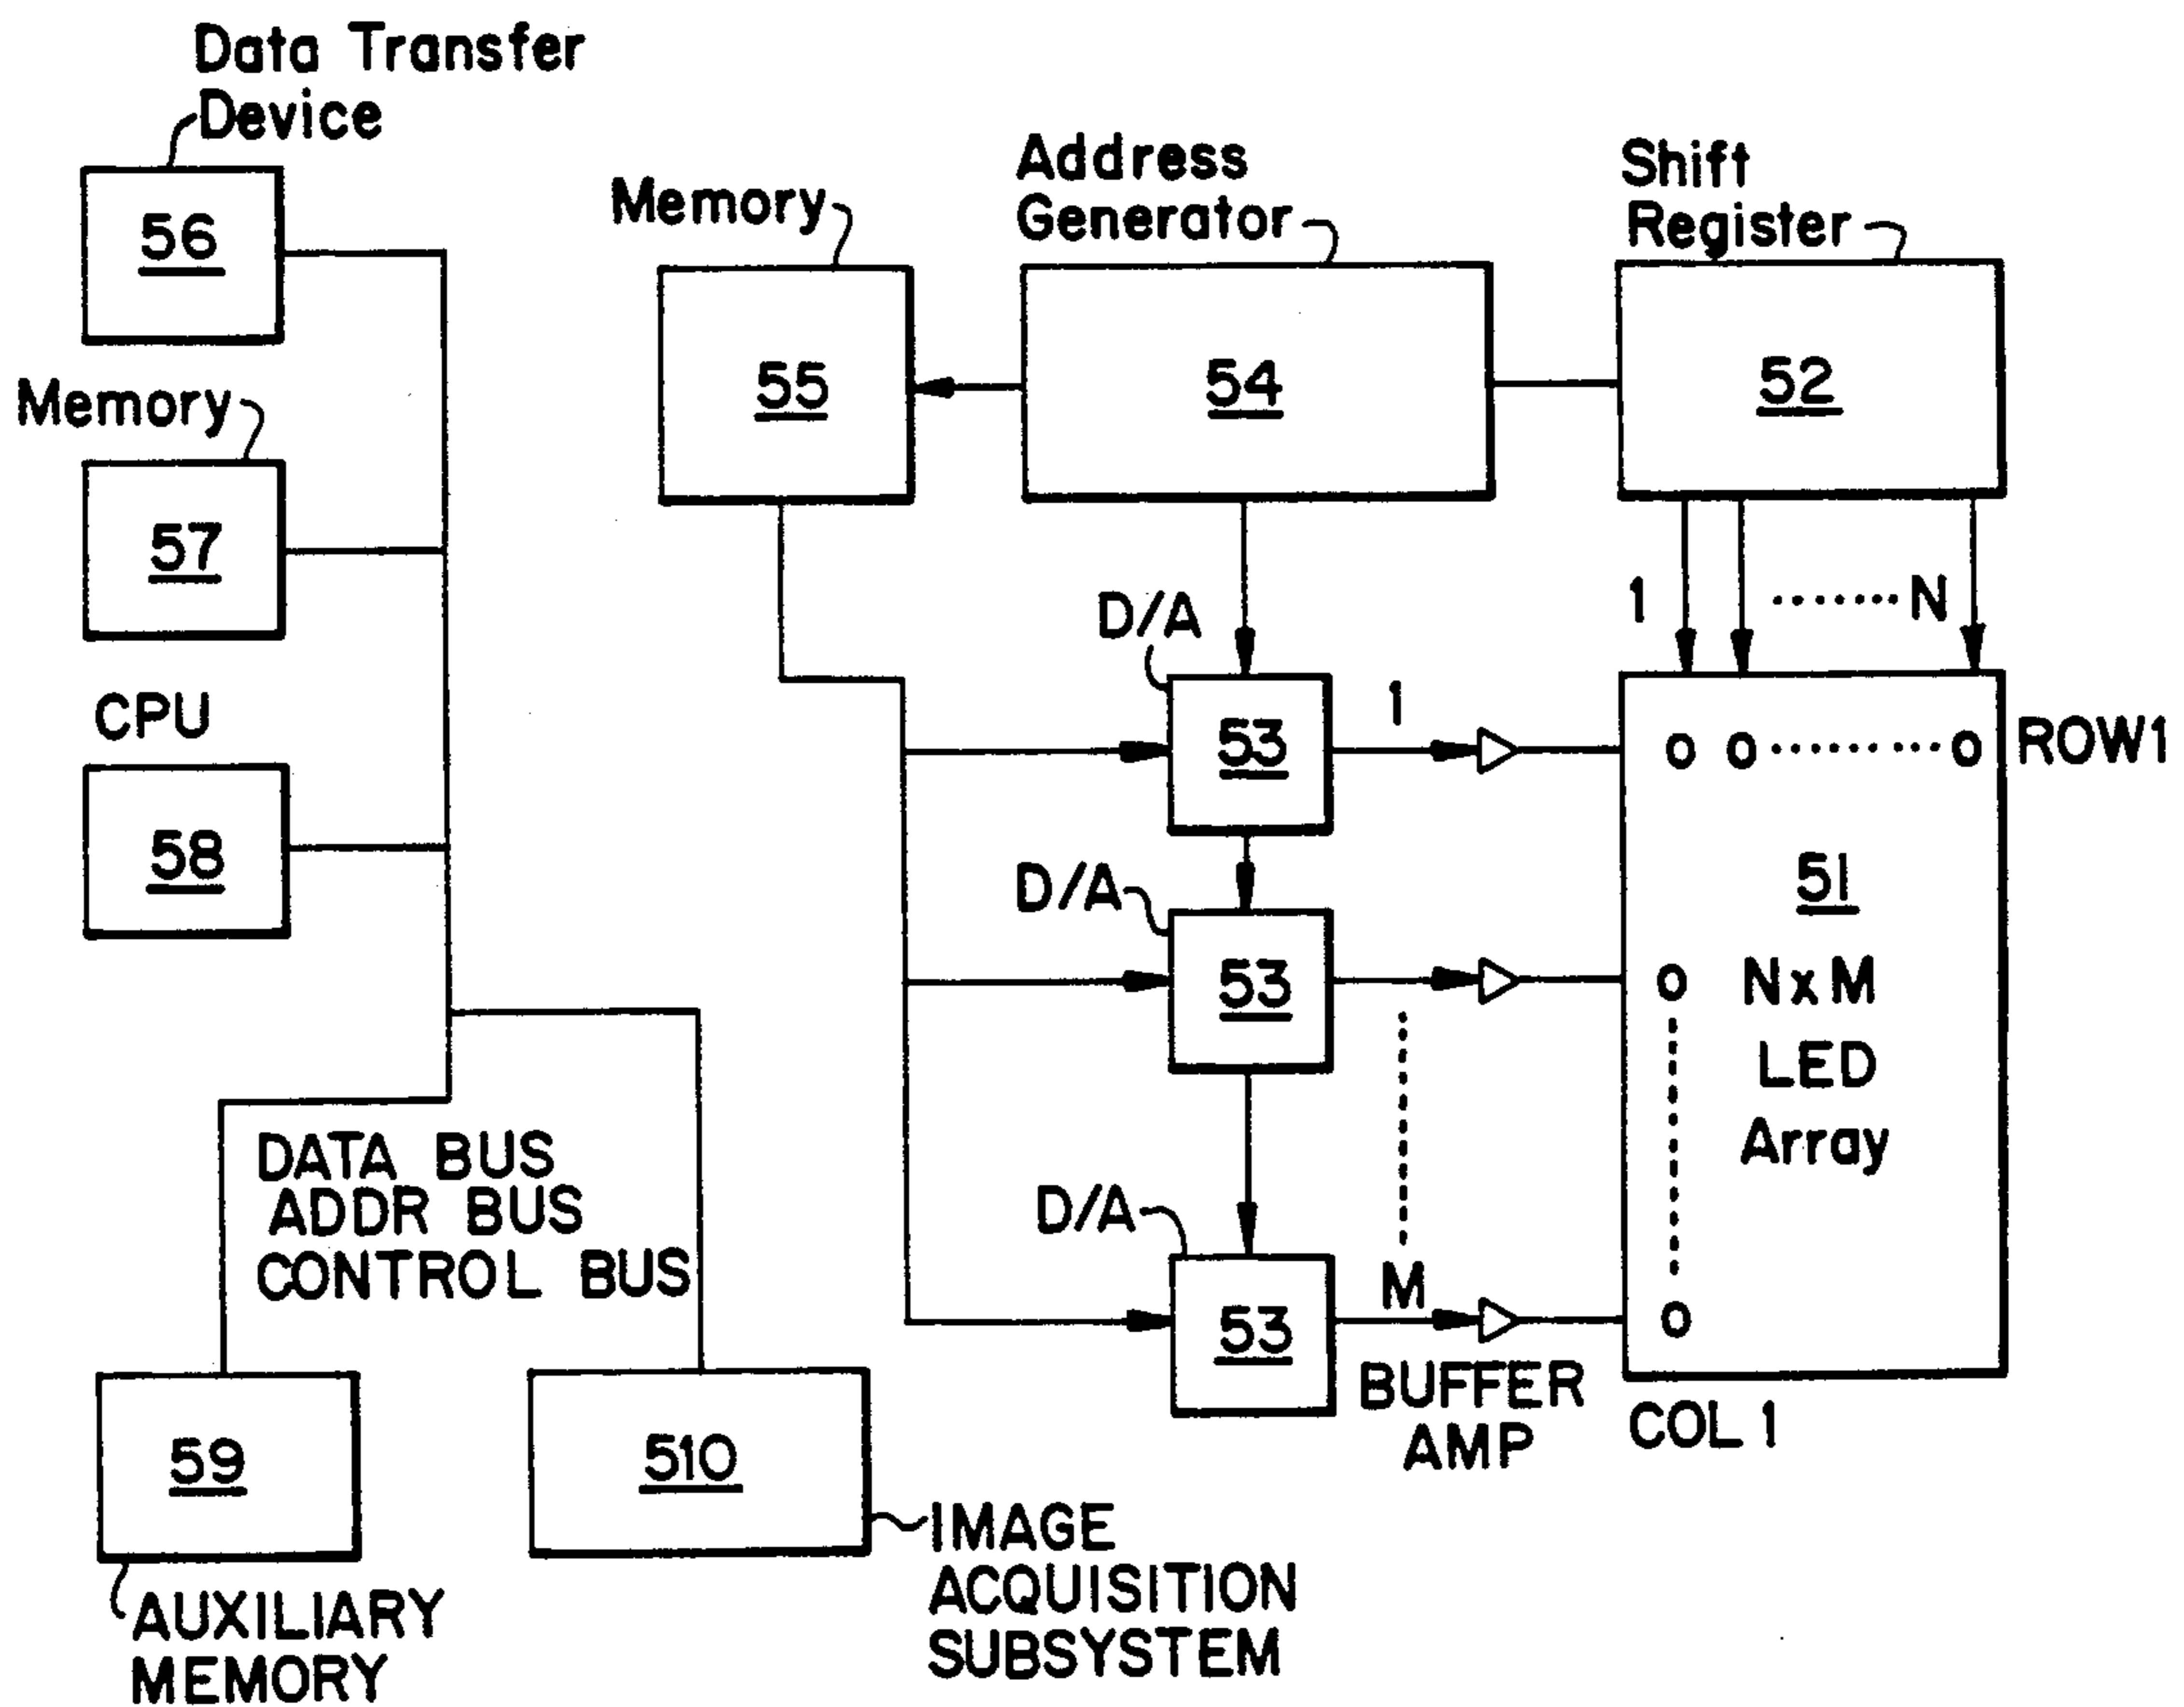 Data Transfer
Device
56
Memory
57
CPU
58
DATA BUS
ADDR BUS
CONTROL BUS
59
AUXILIARY
MEMORY
510
IMAGE
ACQUISITION
SUBSYSTEM
Memory
55
Address
Generator
54
Shift
Register
52
1 ....... N
D/A
53
1
D/A
53
D/A
53
M
BUFFER
AMP
o o ......... o
ROW1
51
o NxM
LED
Array
o
COL 1